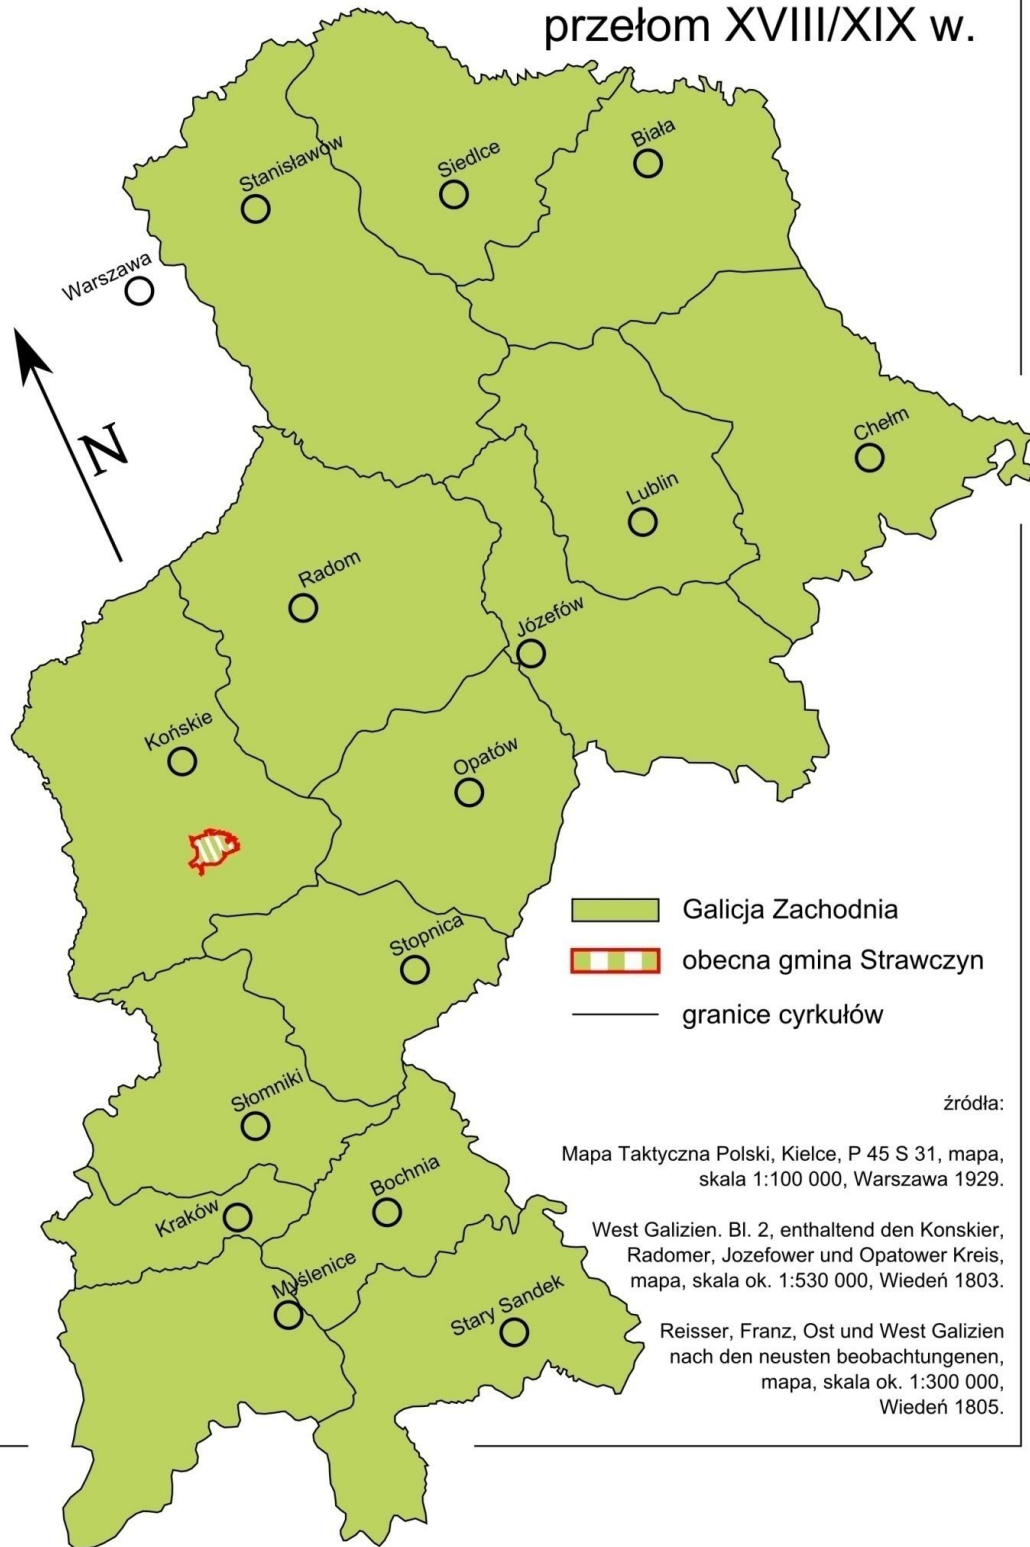 przełom XVIII/XIX w.
Stanisławów
Siedlce
Biała
Warszawa
N
Chełm
Lublin
Radom
Józefów
Końskie
Opatów
Stopnica
Galicja Zachodnia
obecna gmina Strawczyn
granice cyrkułów
Słomniki
Bochnia
Kraków
Myślenice
Stary Sandek
źródła:
Mapa Taktyczna Polski, Kielce, P 45 S 31, mapa,
skala 1:100 000, Warszawa 1929.
West Galizien. Bl. 2, enthaltend den Konskier,
Radomer, Jozefower und Opatower Kreis,
mapa, skala ok. 1:530 000, Wiedeń 1803.
Reisser, Franz, Ost und West Galizien
nach den neusten beobachtungenen,
mapa, skala ok. 1:300 000,
Wiedeń 1805.